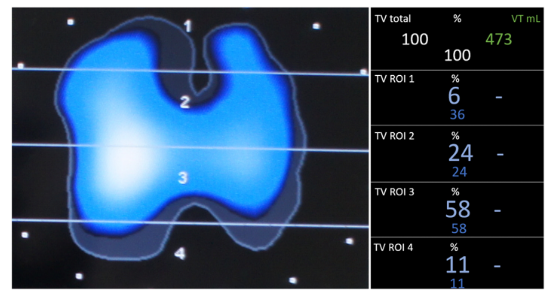 1
2
3
4
TV total % VT mL
100 473
100
TV ROI 1 %
6 -
36
TV ROI 2 %
24 -
24
TV ROI 3 %
58 -
58
TV ROI 4 %
11 -
11